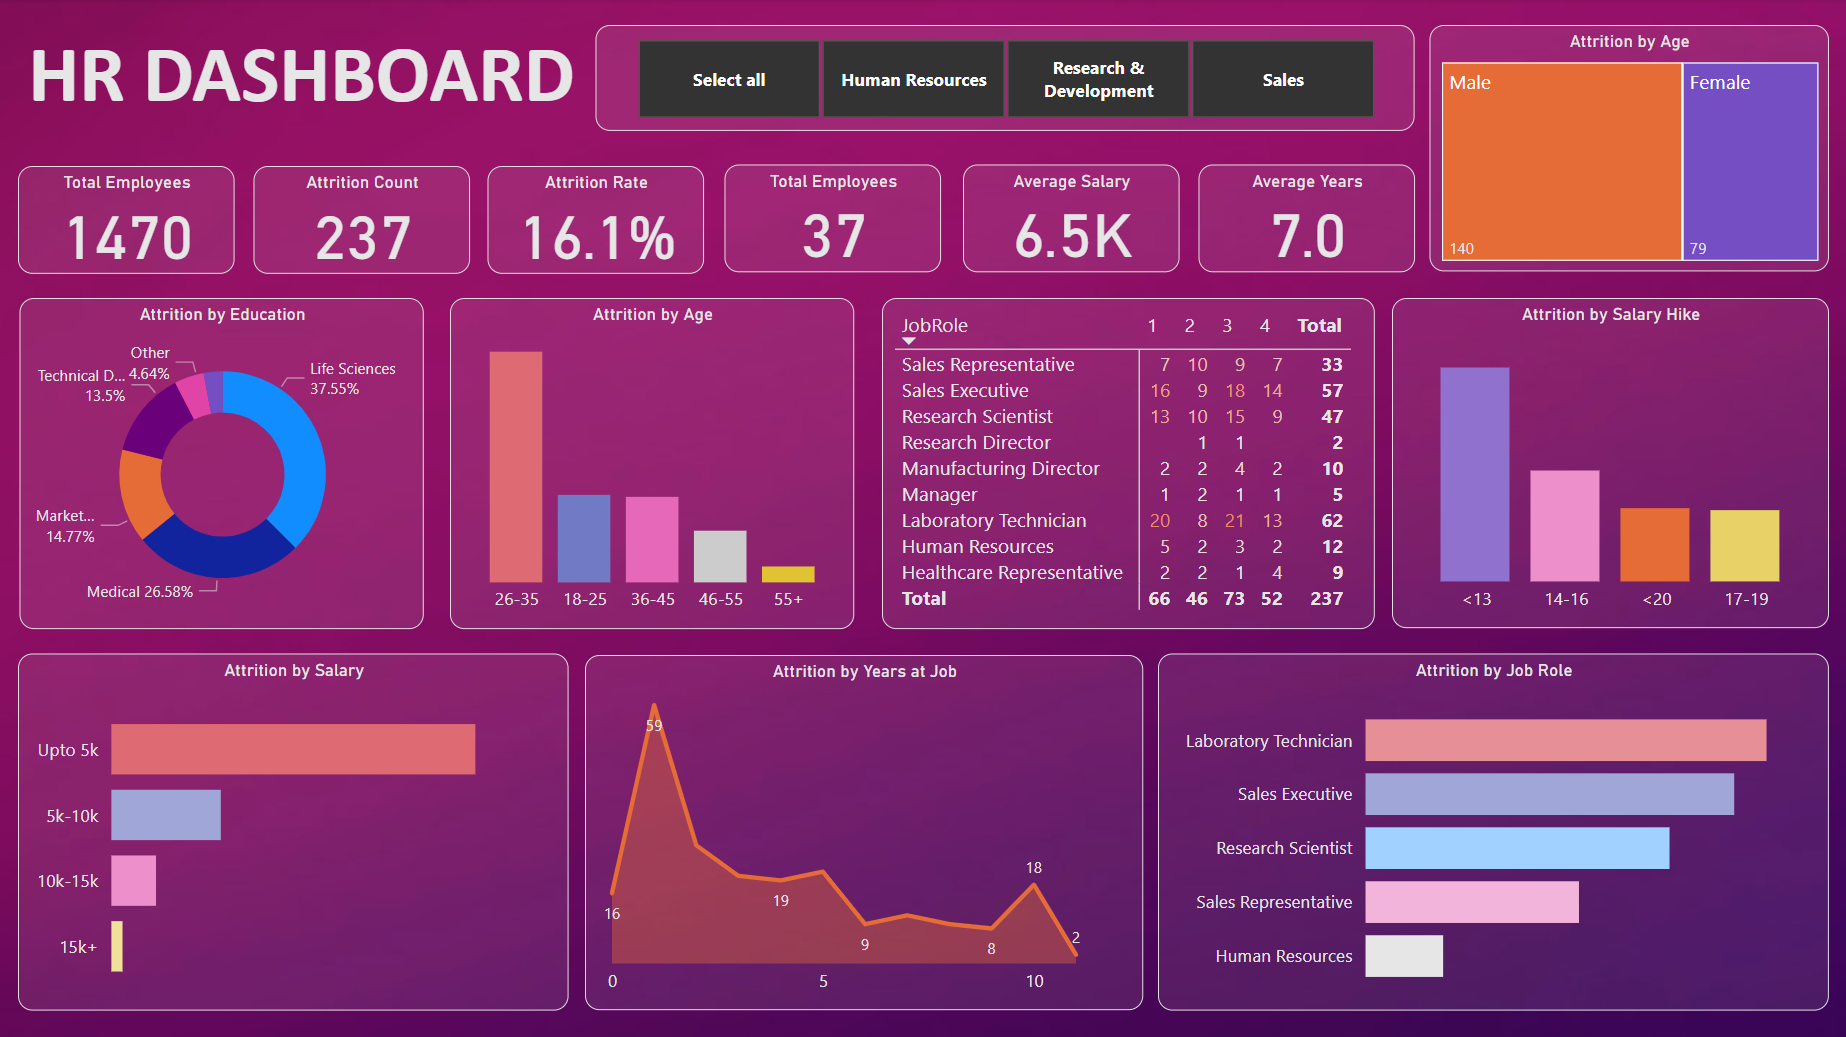 HR DASHBOARD
Select all
Human Resources
Research &
Development
Sales
Attrition by Age
Male
Female
140
79
Total Employees
1470
Attrition Count
237
Attrition Rate
16.1%
Total Employees
37
Average Salary
6.5K
Average Years
7.0
Attrition by Education
Other
4.64%
Technical D...
13.5%
Life Sciences
37.55%
Market...
14.77%
Medical 26.58%
Attrition by Age
26-35 18-25 36-45 46-55 55+
JobRole 1 2 3 4 Total
Sales Representative 7 10 9 7 33
Sales Executive 16 9 18 14 57
Research Scientist 13 10 15 9 47
Research Director 1 1 2
Manufacturing Director 2 2 4 2 10
Manager 1 2 1 1 5
Laboratory Technician 20 8 21 13 62
Human Resources 5 2 3 2 12
Healthcare Representative 2 2 1 4 9
Total 66 46 73 52 237
Attrition by Salary Hike
<13 14-16 <20 17-19
Attrition by Salary
Upto 5k
5k-10k
10k-15k
15k+
Attrition by Years at Job
59
16
19
9
8
18
2
0 5 10
Attrition by Job Role
Laboratory Technician
Sales Executive
Research Scientist
Sales Representative
Human Resources